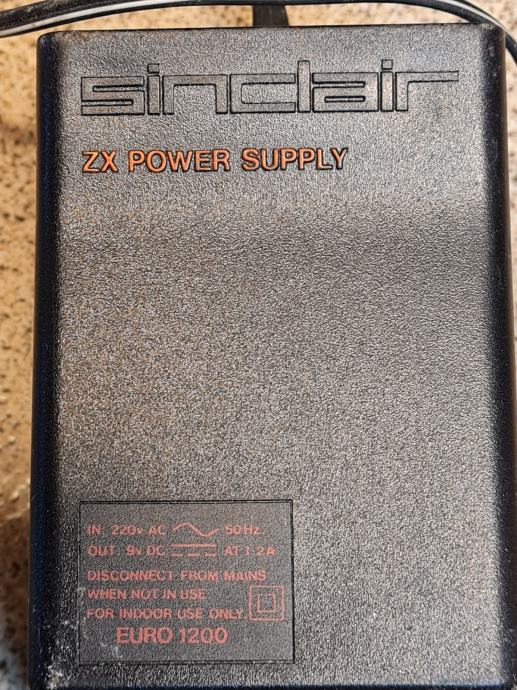 sinclair
ZX POWER SUPPLY
IN: 220v AC 50Hz
OUT: 9v DC AT 1.2A
DISCONNECT FROM MAINS
WHEN NOT IN USE
FOR INDOOR USE ONLY
EURO 1200